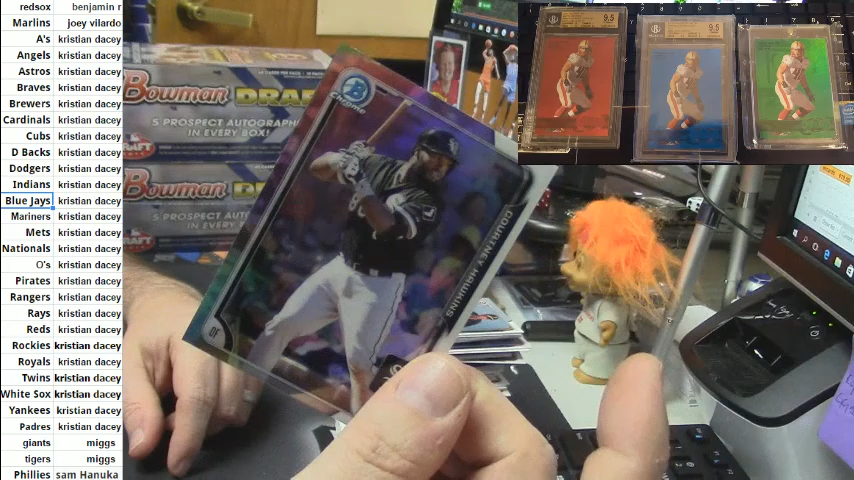 redsox benjamin r
Marlins joey vilardo
A's kristian dacey
Angels kristian dacey
Astros kristian dacey
Braves kristian dacey
Brewers kristian dacey
Cardinals kristian dacey
Cubs kristian dacey
D Backs kristian dacey
Dodgers kristian dacey
Indians kristian dacey
Blue Jays kristian dacey
Mariners kristian dacey
Mets kristian dacey
Nationals kristian dacey
O's kristian dacey
Pirates kristian dacey
Rangers kristian dacey
Rays kristian dacey
Reds kristian dacey
Rockies kristian dacey
Royals kristian dacey
Twins kristian dacey
White Sox kristian dacey
Yankees kristian dacey
Padres kristian dacey
giants miggs
tigers miggs
Phillies sam Hanuka
Bowman DRA
5 PROSPECT AUTOGRAPH
IN EVERY BOX!
Bowman D
5 PROSPECT AUT
IN EVERY
B
Chrome
COURTNEY HAWKINS
OF
9.5
9.5